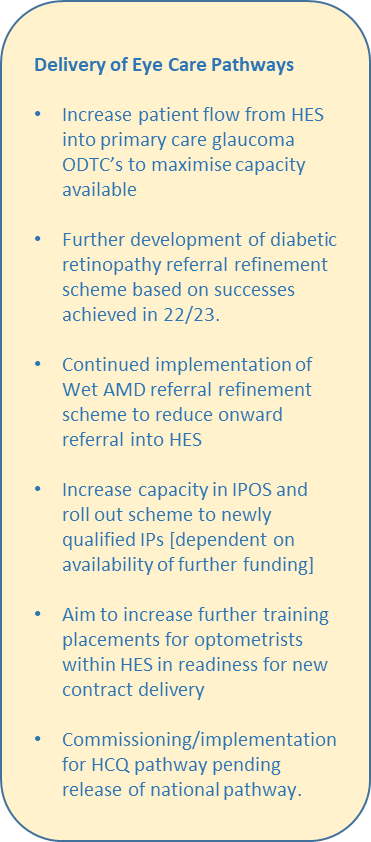 Delivery of Eye Care Pathways
• Increase patient flow from HES
into primary care glaucoma
ODTC's to maximise capacity
available
• Further development of diabetic
retinopathy referral refinement
scheme based on successes
achieved in 22/23.
• Continued implementation of
Wet AMD referral refinement
scheme to reduce onward
referral into HES
• Increase capacity in IPOS and
roll out scheme to newly
qualified IPs [dependent on
availability of further funding]
• Aim to increase further training
placements for optometrists
within HES in readiness for new
contract delivery
• Commissioning/implementation
for HCQ pathway pending
release of national pathway.